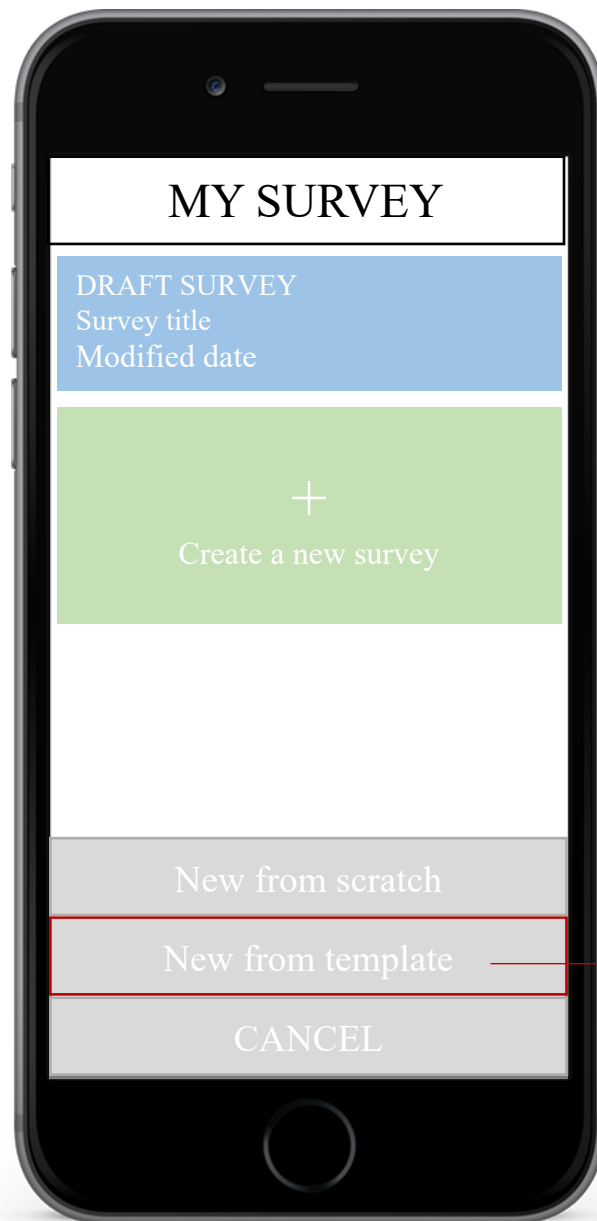 MY SURVEY
DRAFT SURVEY
Survey title
Modified date
+
Create a new survey
New from scratch
New from template
CANCEL